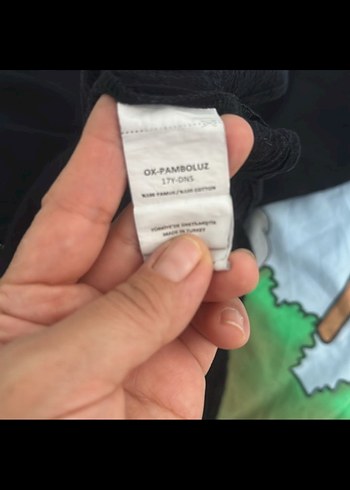 OX-PAMBOLUZ
17Y-DNS
%100 PAMUK/%100 COTTON
TÜRKİYE'DE ÜRETİLMİŞTİR
MADE IN TURKEY